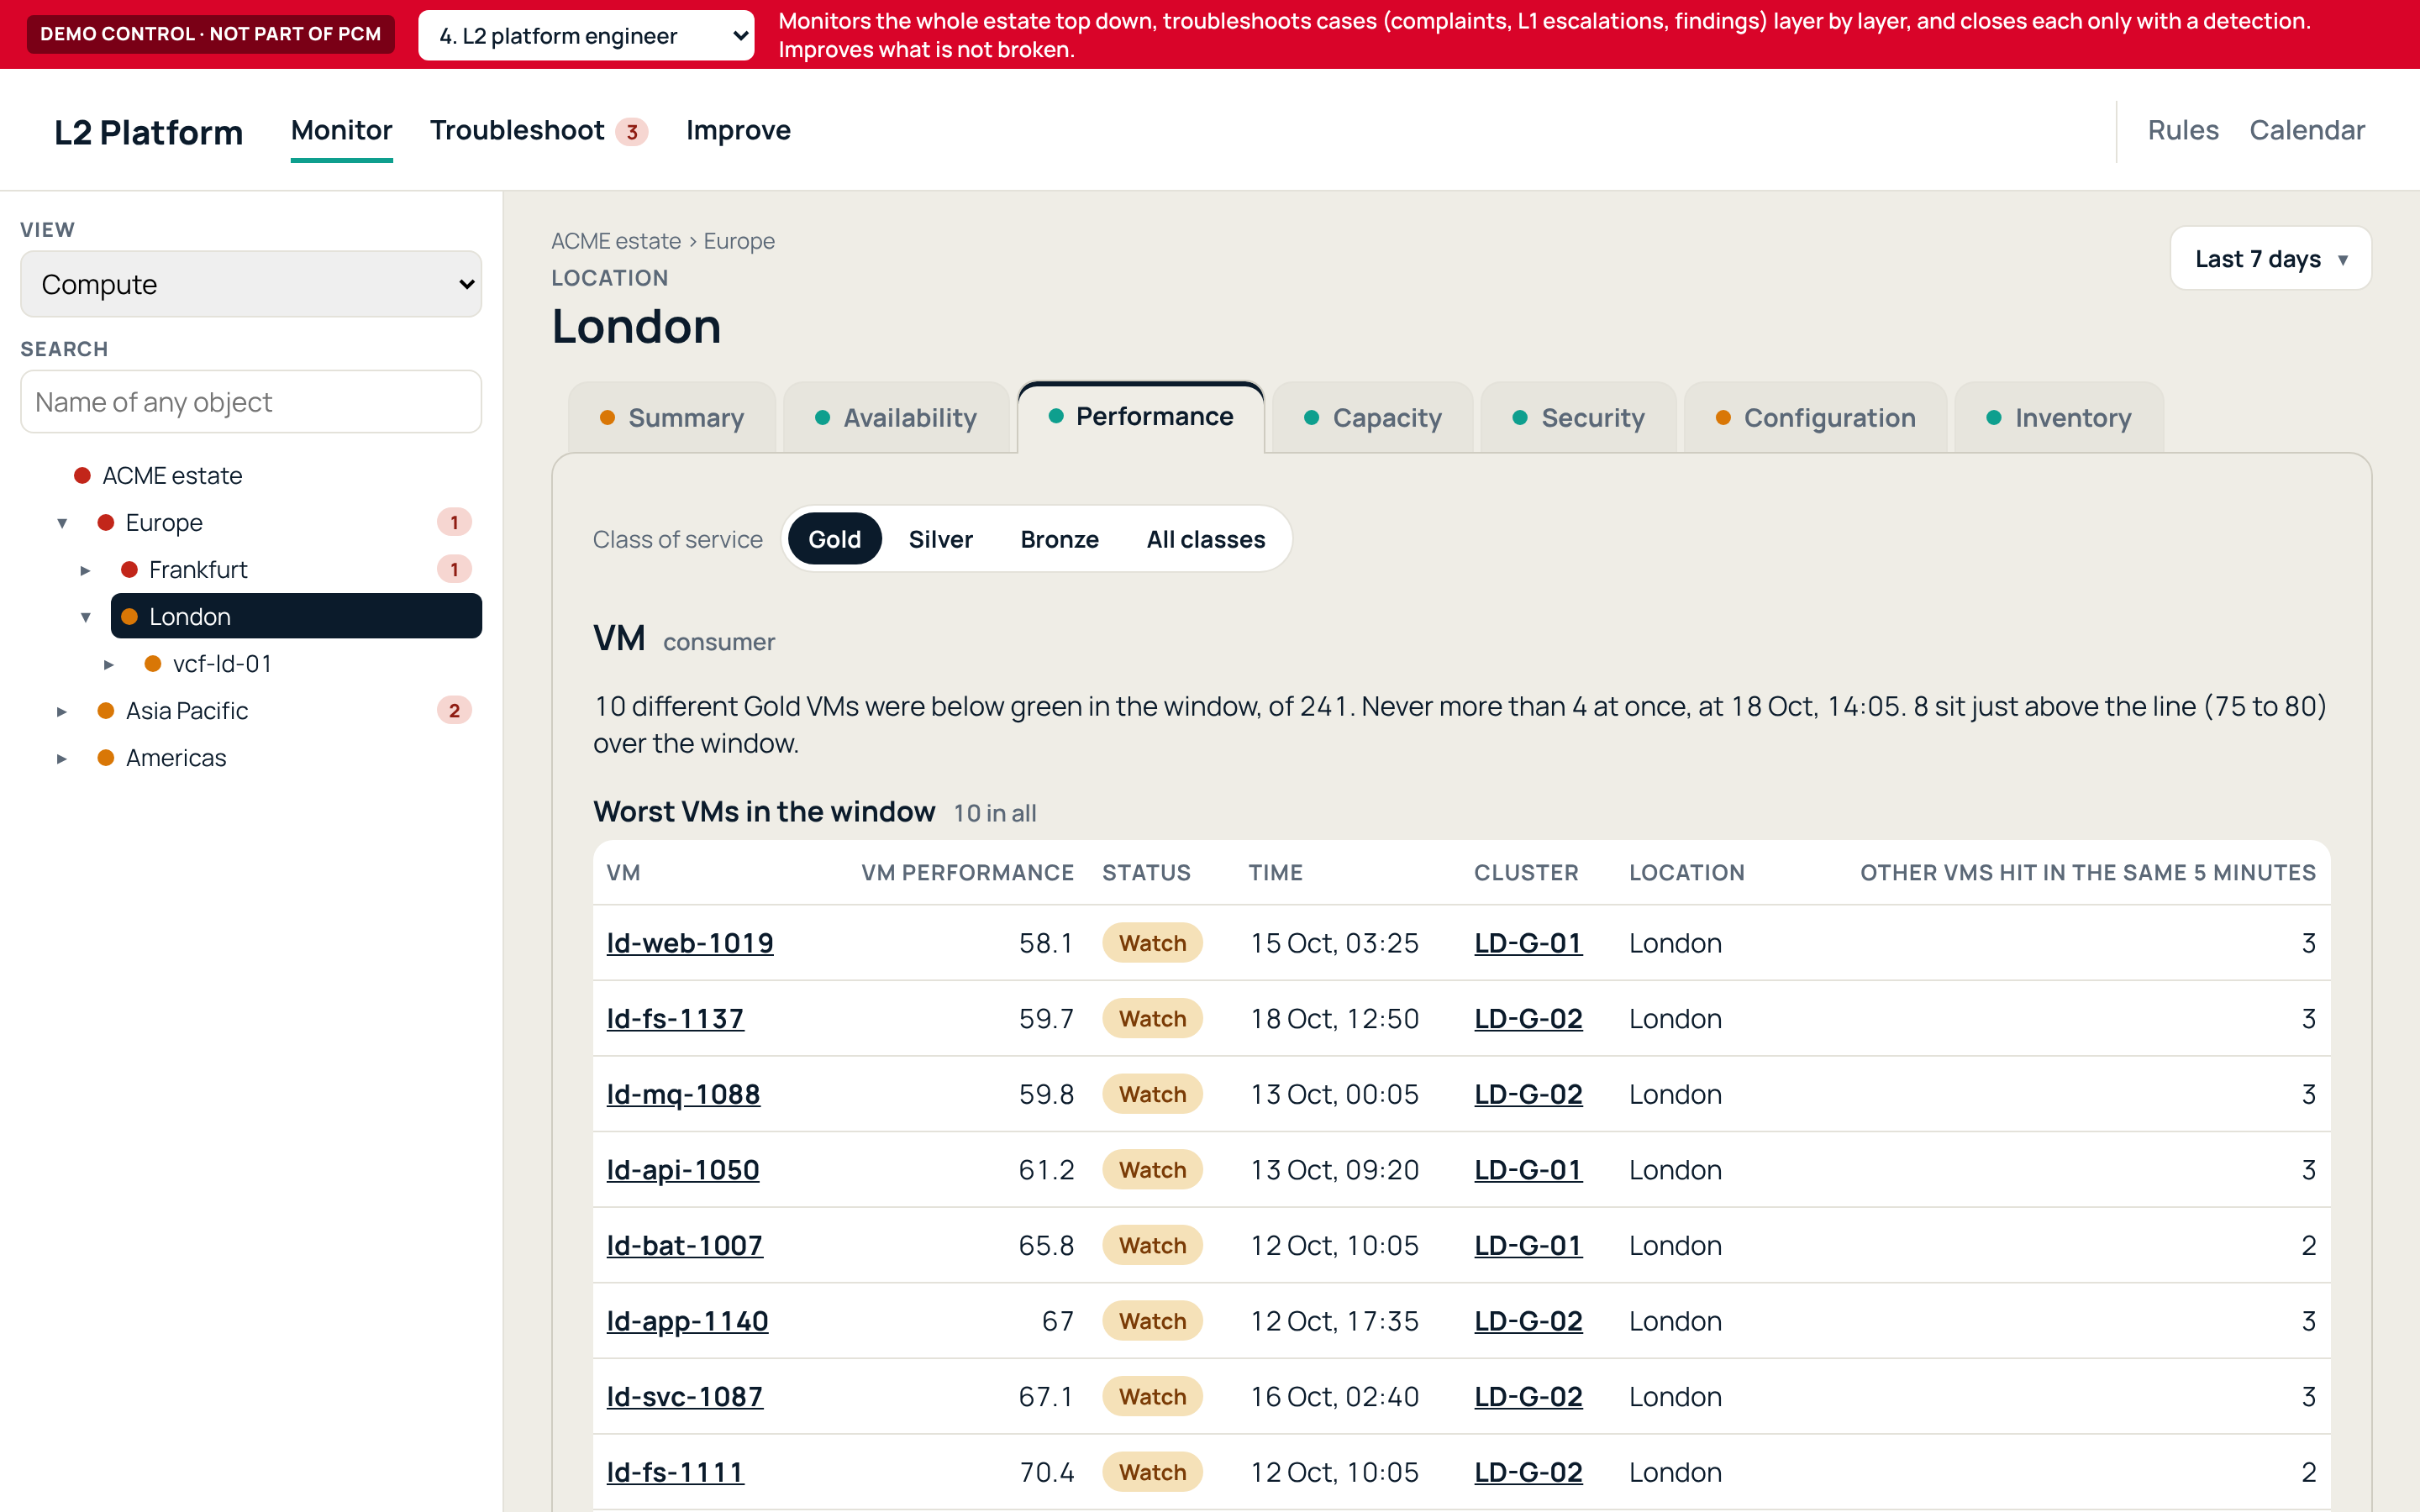 DEMO CONTROL · NOT PART OF PCM
4. L2 platform engineer
Monitors the whole estate top down, troubleshoots cases (complaints, L1 escalations, findings) layer by layer, and closes each only with a detection.
Improves what is not broken.
L2 Platform
Monitor
Troubleshoot 3
Improve
Rules
Calendar
VIEW
Compute
SEARCH
Name of any object
ACME estate
Europe 1
Frankfurt 1
London
vcf-ld-01
Asia Pacific 2
Americas
ACME estate › Europe
LOCATION
London
Last 7 days
Summary
Availability
Performance
Capacity
Security
Configuration
Inventory
Class of service
Gold
Silver
Bronze
All classes
VM consumer
10 different Gold VMs were below green in the window, of 241. Never more than 4 at once, at 18 Oct, 14:05. 8 sit just above the line (75 to 80)
over the window.
Worst VMs in the window 10 in all
VM VM PERFORMANCE STATUS TIME CLUSTER LOCATION OTHER VMS HIT IN THE SAME 5 MINUTES
ld-web-1019 58.1 Watch 15 Oct, 03:25 LD-G-01 London 3
ld-fs-1137 59.7 Watch 18 Oct, 12:50 LD-G-02 London 3
ld-mq-1088 59.8 Watch 13 Oct, 00:05 LD-G-02 London 3
ld-api-1050 61.2 Watch 13 Oct, 09:20 LD-G-01 London 3
ld-bat-1007 65.8 Watch 12 Oct, 10:05 LD-G-01 London 2
ld-app-1140 67 Watch 12 Oct, 17:35 LD-G-02 London 3
ld-svc-1087 67.1 Watch 16 Oct, 02:40 LD-G-02 London 3
ld-fs-1111 70.4 Watch 12 Oct, 10:05 LD-G-02 London 2